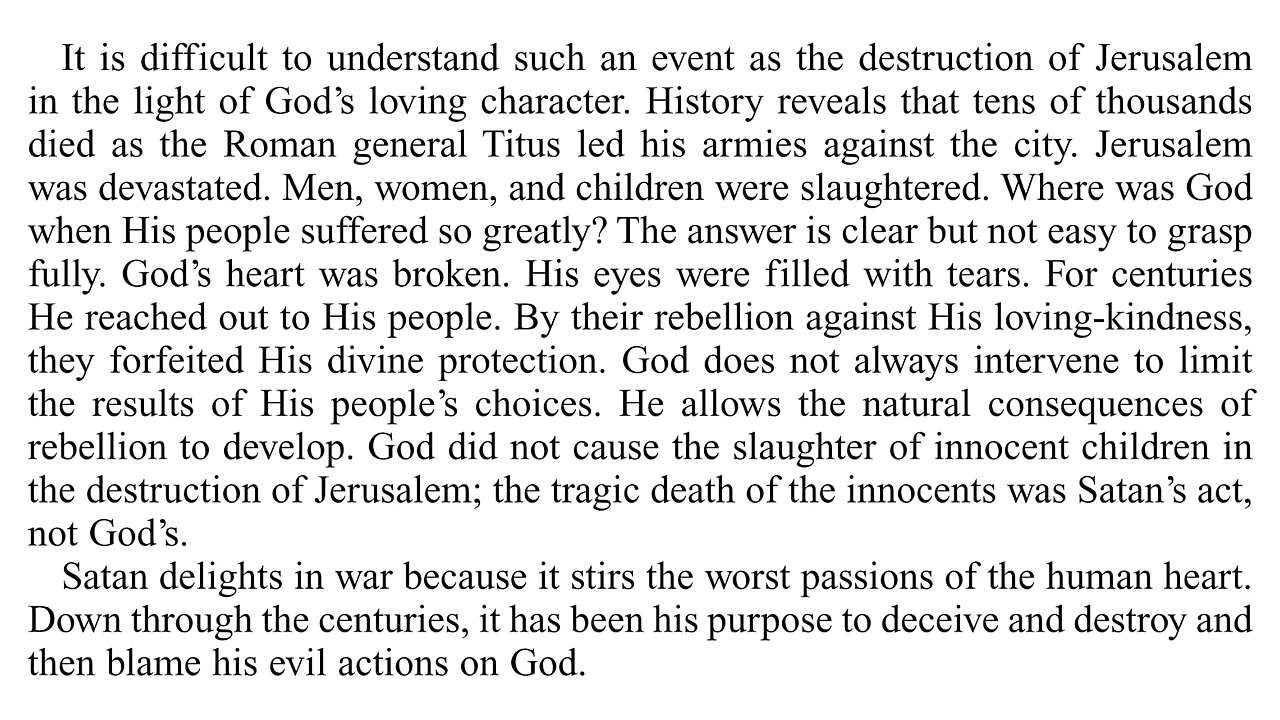 It is difficult to understand such an event as the destruction of Jerusalem
in the light of God’s loving character. History reveals that tens of thousands
died as the Roman general Titus led his armies against the city. Jerusalem
was devastated. Men, women, and children were slaughtered. Where was God
when His people suffered so greatly? The answer is clear but not easy to grasp
fully. God’s heart was broken. His eyes were filled with tears. For centuries
He reached out to His people. By their rebellion against His loving-kindness,
they forfeited His divine protection. God does not always intervene to limit
the results of His people’s choices. He allows the natural consequences of
rebellion to develop. God did not cause the slaughter of innocent children in
the destruction of Jerusalem; the tragic death of the innocents was Satan’s act,
not God’s.
Satan delights in war because it stirs the worst passions of the human heart.
Down through the centuries, it has been his purpose to deceive and destroy and
then blame his evil actions on God.